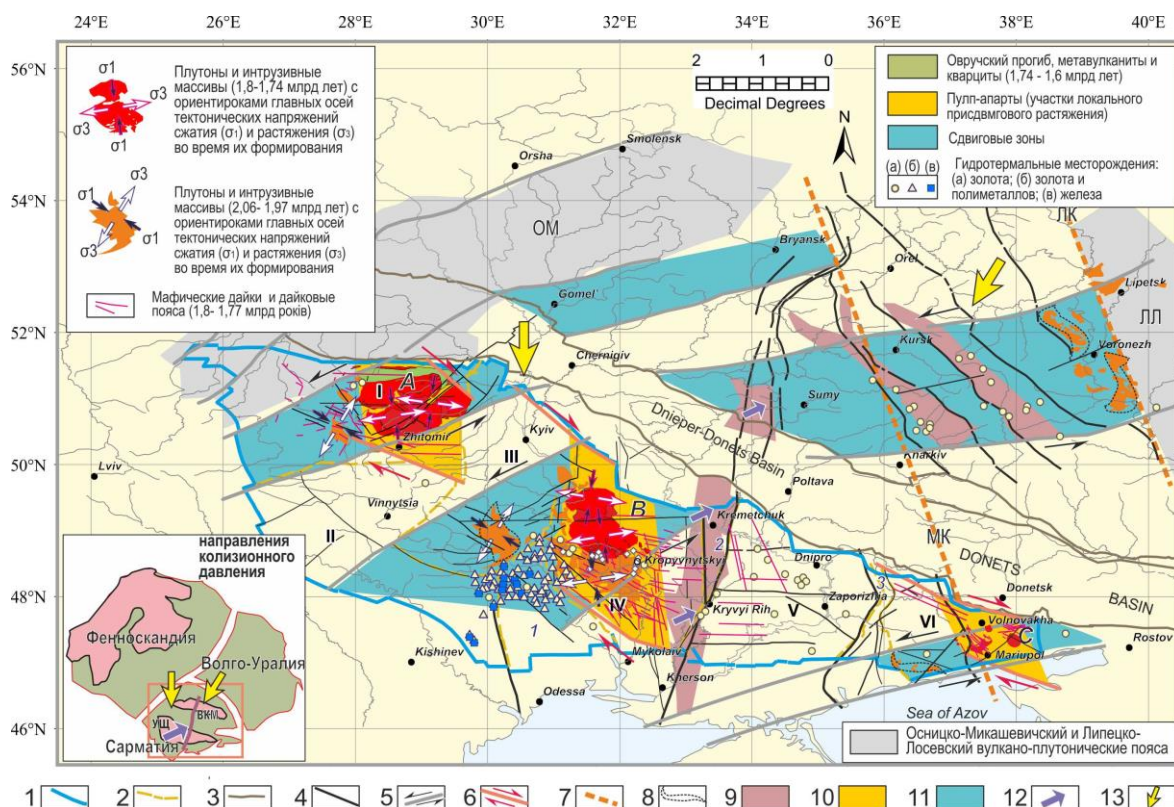 24°E 26°E 28°E 30°E 32°E 34°E 36°E 38°E 40°E
56°N
54°N
52°N
50°N
48°N
46°N
σ1
σ3
σ3
σ1
Плутоны и интрузивные
массивы (1,8-1,74 млрд лет) с
ориентироками главных осей
тектонических напряжений
сжатия (σ1) и растяжения (σ3)
во время их формирования
σ1
σ3
σ3
σ1
Плутоны и интрузивные
массивы (2,06- 1,97 млрд лет) с
ориентироками главных осей
тектонических напряжений
сжатия (σ1) и растяжения (σ3)
во время их формирования
Мафические дайки и дайковые
пояса (1,8- 1,77 млрд років)
2 1 0
Decimal Degrees
N
Овручский прогиб, метавулканиты и
кварциты (1,74 - 1,6 млрд лет)
Пулл-апарты (участки локального
присдвмгового растяжения)
Сдвиговые зоны
(а) (б) (в)
Гидротермальные месторождения:
(а) золота; (б) золота и
полиметаллов; (в) железа
Smolensk
Orsha
ОМ
Bryansk
Orel
ЛК
Lipetsk
ЛЛ
Gomel
Chernigiv
Kursk
Voronezh
Sumy
I
A
Zhitomir
Kyiv
III
Dnieper-Donets Basin
Kharkiv
Lviv
Vinnytsia
Poltava
II
B
Kremetchuk
2
МК
DONETS
BASIN
Kropyvnytskyi
Dnipro
Donetsk
IV
Kryvyi Rih
V
Zaporizhia
3
VI
Volnovakha
C
Mariupol
Rostov
1
Kishinev
Mykolaiv
Kherson
Odessa
Sea of Azov
направления
колизионного
давления
Фенноскандия
Волго-Уралия
УЩ
ВКМ
Сарматия
Осницко-Микашевичский и Липецко-
Лосевский вулкано-плутонические пояса
1 2 3 4 5 6 7 8 9 10 11 12 13